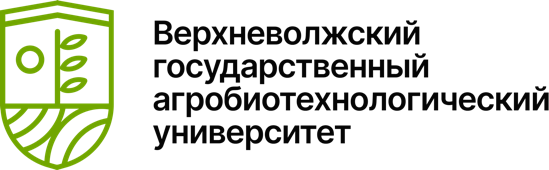 Верхневолжский
государственный
агробиотехнологический
университет